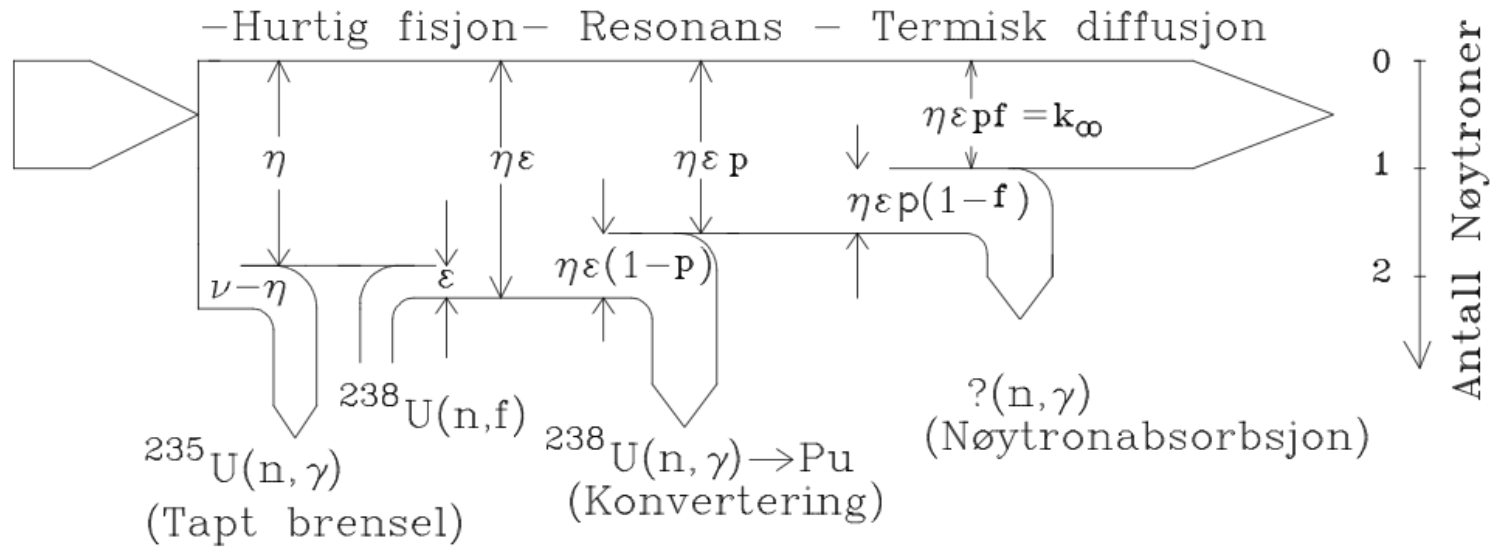 −Hurtig fisjon− Resonans − Termisk diffusjon
0
ηεpf =k∞
η
ηε
ηε p
1
ηεp(1−f)
ν−η
ε
ηε(1−p)
2
Antall Nøytroner
²³⁸U(n,f)
?(n,γ)
(Nøytronabsorbsjon)
²³⁵U(n,γ)
(Tapt brensel)
²³⁸U(n,γ)→Pu
(Konvertering)